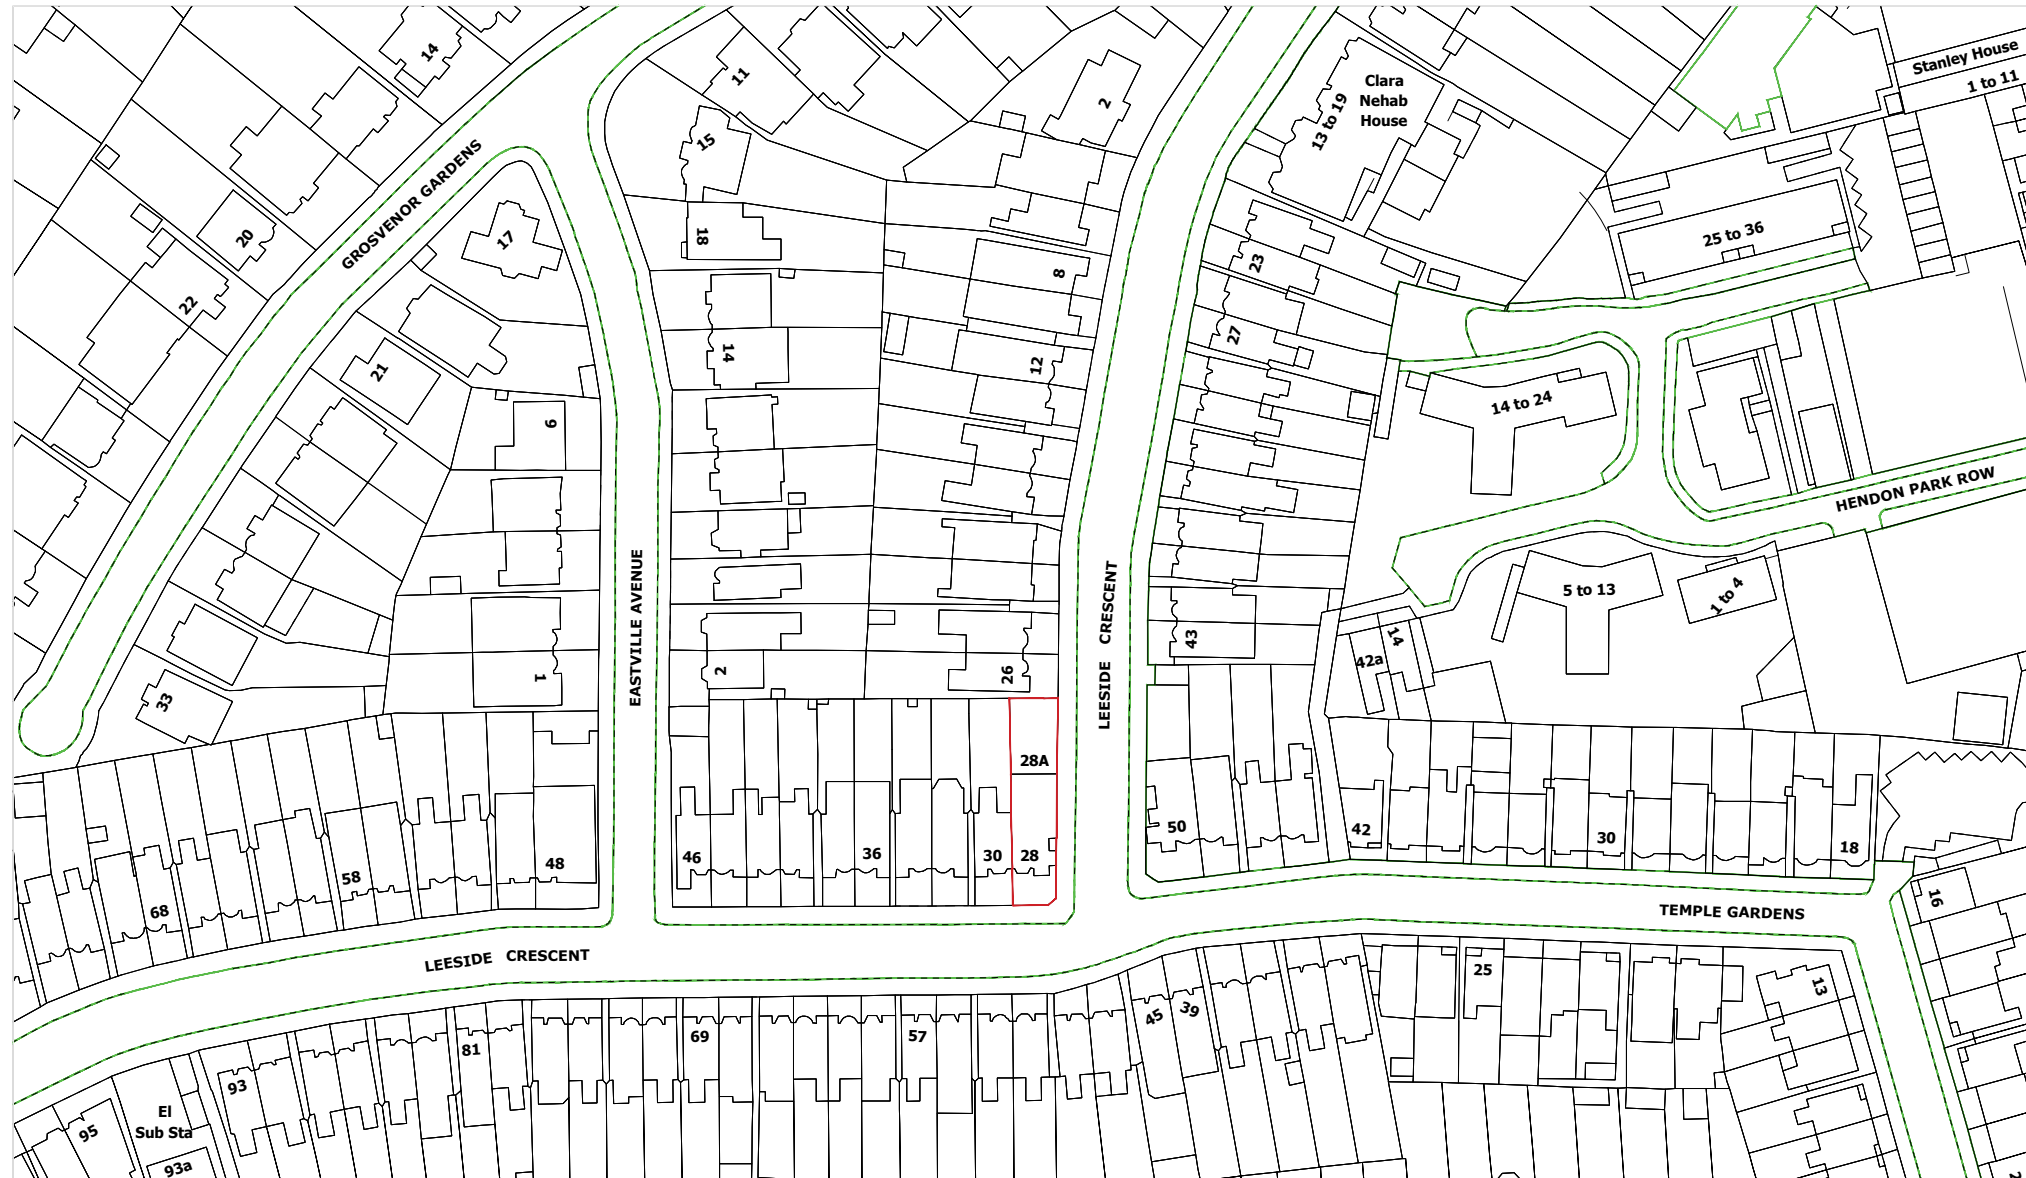 Stanley House
1 to 11
14
11
2
Clara
Nehab
House
13 to 19
15
GROSVENOR GARDENS
20
17
18
25 to 36
23
8
22
27
14
12
21
14 to 24
9
HENDON PARK ROW
EASTVILLE AVENUE
LEESIDE CRESCENT
5 to 13
1 to 4
43
14
42a
2
26
1
33
28A
50
42
30
18
46
36
30
28
48
58
68
16
TEMPLE GARDENS
LEESIDE CRESCENT
25
13
45
39
69
57
81
93
El
Sub Sta
95
93a